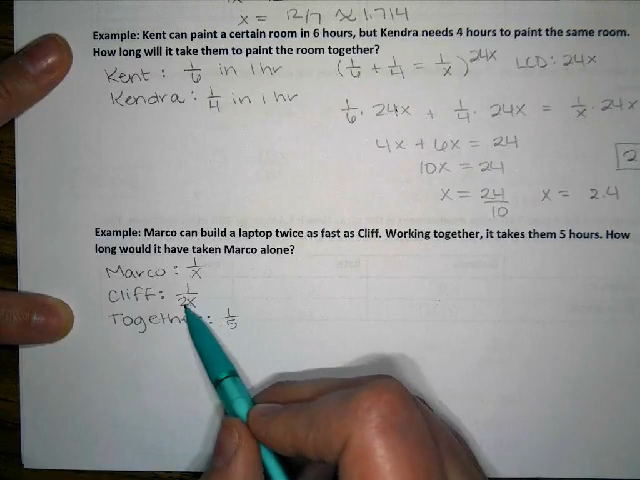 x = 12/7 ≈ 1.714
Example: Kent can paint a certain room in 6 hours, but Kendra needs 4 hours to paint the same room.
How long will it take them to paint the room together?
Kent: 1/6 in 1 hr
(1/6 + 1/4 = 1/x)24x LCD: 24x
Kendra: 1/4 in 1 hr
1/6 · 24x + 1/4 · 24x = 1/x · 24x
4x + 6x = 24
10x = 24
2
x = 24/10 x = 2.4
Example: Marco can build a laptop twice as fast as Cliff. Working together, it takes them 5 hours. How
long would it have taken Marco alone?
Marco: 1/x
Cliff: 1/2x
Together: 1/5